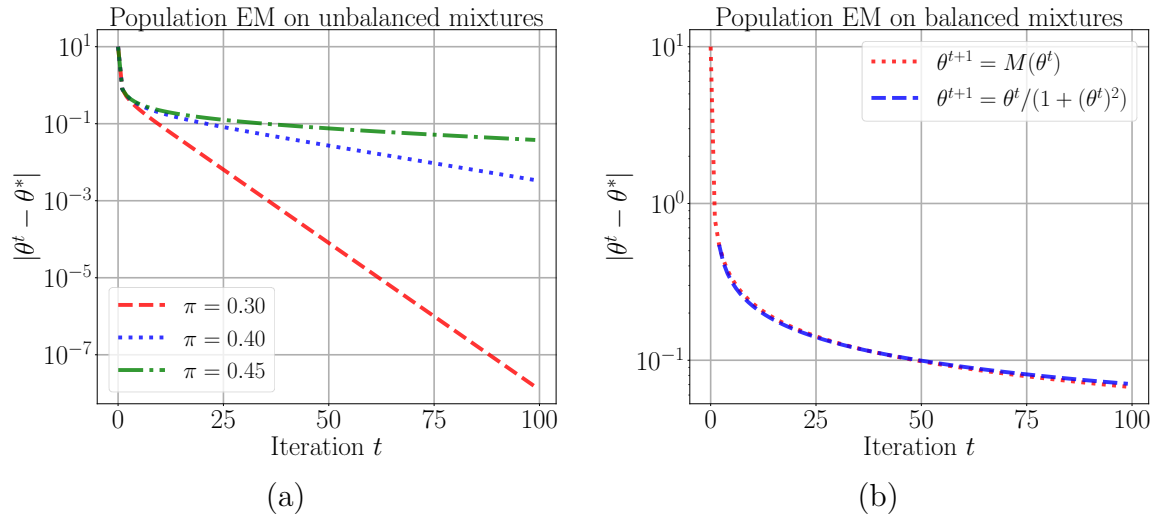 Population EM on unbalanced mixtures
|θ^t − θ*|
10^1
10^{-1}
10^{-3}
10^{-5}
10^{-7}
π = 0.30
π = 0.40
π = 0.45
0 25 50 75 100
Iteration t
(a)
Population EM on balanced mixtures
|θ^t − θ*|
10^1
10^0
10^{-1}
θ^{t+1} = M(θ^t)
θ^{t+1} = θ^t/(1 + (θ^t)^2)
0 25 50 75 100
Iteration t
(b)